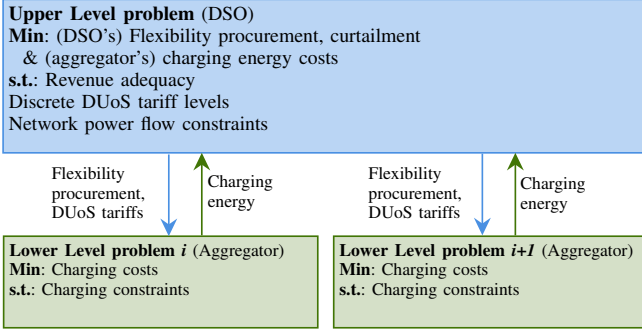 Upper Level problem (DSO)
Min: (DSO's) Flexibility procurement, curtailment
& (aggregator's) charging energy costs
s.t.: Revenue adequacy
Discrete DUoS tariff levels
Network power flow constraints
Flexibility
procurement,
DUoS tariffs
Charging
energy
Flexibility
procurement,
DUoS tariffs
Charging
energy
Lower Level problem i (Aggregator)
Min: Charging costs
s.t.: Charging constraints
Lower Level problem i+1 (Aggregator)
Min: Charging costs
s.t.: Charging constraints